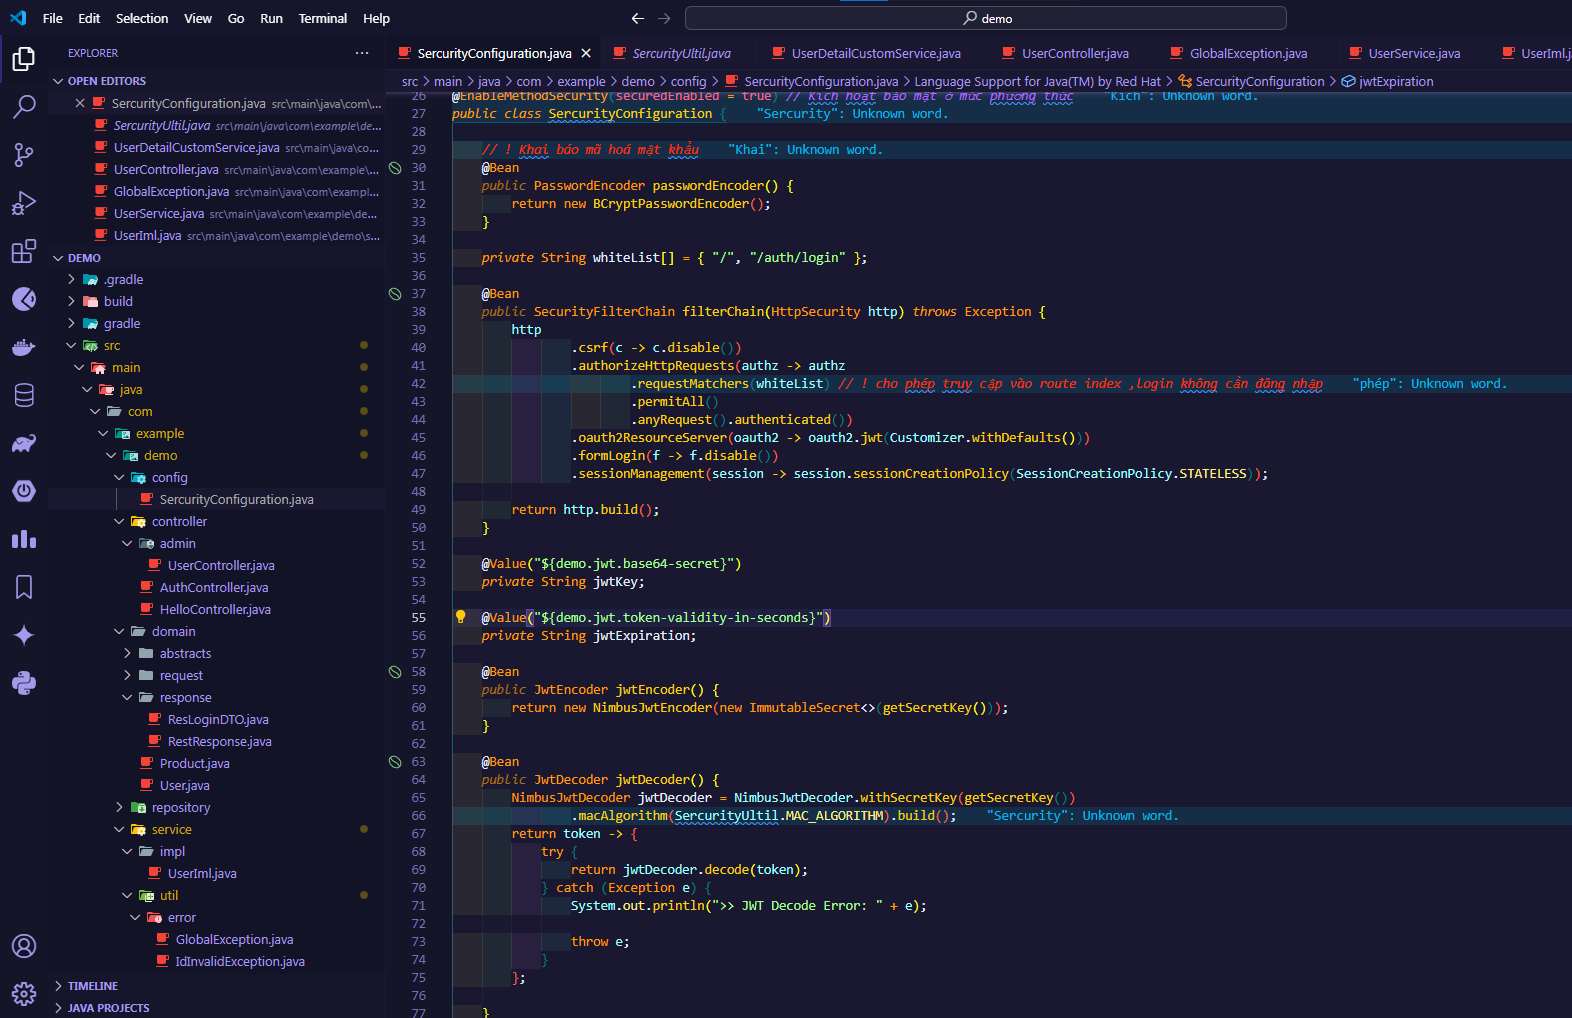 File Edit Selection View Go Run Terminal Help
demo
EXPLORER
OPEN EDITORS
SercurityConfiguration.java src\main\java\com\...
SercurityUltil.java src\main\java\com\example\de...
UserDetailCustomService.java src\main\java\co...
UserController.java src\main\java\com\example...
GlobalException.java src\main\java\com\exampl...
UserService.java src\main\java\com\example\de...
UserIml.java src\main\java\com\example\demo\s...
DEMO
.gradle
build
gradle
src
main
java
com
example
demo
config
SercurityConfiguration.java
controller
admin
UserController.java
AuthController.java
HelloController.java
domain
abstracts
request
response
ResLoginDTO.java
RestResponse.java
Product.java
User.java
repository
service
impl
UserIml.java
util
error
GlobalException.java
IdInvalidException.java
TIMELINE
JAVA PROJECTS
SercurityConfiguration.java SercurityUltil.java UserDetailCustomService.java UserController.java GlobalException.java UserService.java UserIml.j
src > main > java > com > example > demo > config > SercurityConfiguration.java > Language Support for Java(TM) by Red Hat > SercurityConfiguration > jwtExpiration
26 @EnableMethodSecurity(securedEnabled = true) // Kích hoạt bảo mật ở mức phương thức "Kích": Unknown word.
27 public class SercurityConfiguration { "Sercurity": Unknown word.
28
29 // ! Khai báo mã hoá mật khẩu "Khai": Unknown word.
30 @Bean
31 public PasswordEncoder passwordEncoder() {
32 return new BCryptPasswordEncoder();
33 }
34
35 private String whiteList[] = { "/", "/auth/login" };
36
37 @Bean
38 public SecurityFilterChain filterChain(HttpSecurity http) throws Exception {
39 http
40 .csrf(c -> c.disable())
41 .authorizeHttpRequests(authz -> authz
42 .requestMatchers(whiteList) // ! cho phép truy cập vào route index ,login không cần đăng nhập "phép": Unknown word.
43 .permitAll()
44 .anyRequest().authenticated())
45 .oauth2ResourceServer(oauth2 -> oauth2.jwt(Customizer.withDefaults()))
46 .formLogin(f -> f.disable())
47 .sessionManagement(session -> session.sessionCreationPolicy(SessionCreationPolicy.STATELESS));
48
49 return http.build();
50 }
51
52 @Value("${demo.jwt.base64-secret}")
53 private String jwtKey;
54
55 @Value("${demo.jwt.token-validity-in-seconds}")
56 private String jwtExpiration;
57
58 @Bean
59 public JwtEncoder jwtEncoder() {
60 return new NimbusJwtEncoder(new ImmutableSecret<>(getSecretKey()));
61 }
62
63 @Bean
64 public JwtDecoder jwtDecoder() {
65 NimbusJwtDecoder jwtDecoder = NimbusJwtDecoder.withSecretKey(getSecretKey())
66 .macAlgorithm(SercurityUltil.MAC_ALGORITHM).build(); "Sercurity": Unknown word.
67 return token -> {
68 try {
69 return jwtDecoder.decode(token);
70 } catch (Exception e) {
71 System.out.println(">> JWT Decode Error: " + e);
72
73 throw e;
74 }
75 };
76
77 }